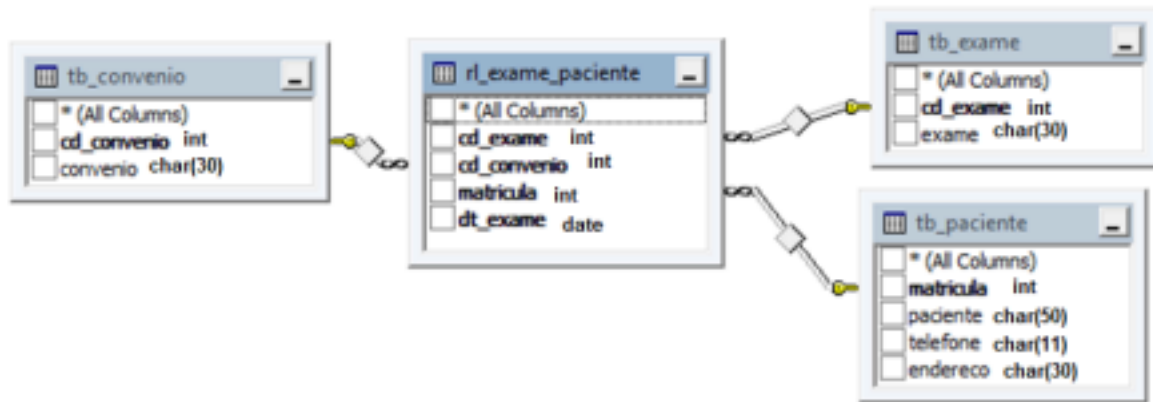 tb_convenio
* (All Columns)
cd_convenio int
convenio char(30)
rl_exame_paciente
* (All Columns)
cd_exame int
cd_convenio int
matricula int
dt_exame date
tb_exame
* (All Columns)
cd_exame int
exame char(30)
tb_paciente
* (All Columns)
matricula int
paciente char(50)
telefone char(11)
endereco char(30)